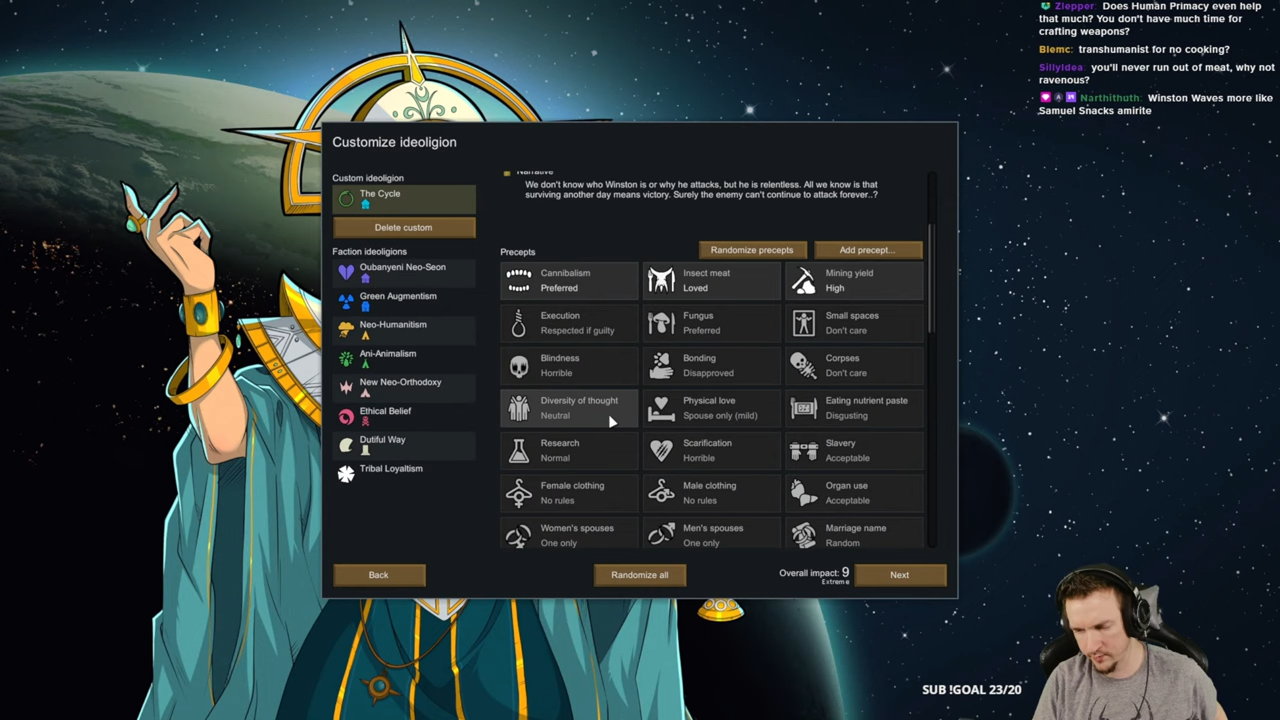 Ziepper: Does Human Primacy even help
that much? You don't have much time for
crafting weapons?
Blemc: transhumanist for no cooking?
SillyIdea: you'll never run out of meat, why not
ravenous?
Narthithuth: Winston Waves more like
Samuel Snacks amirite
Customize ideoligion
Custom ideoligion
The Cycle
Delete custom
Faction ideoligions
Oubanyeni Neo-Seon
Green Augmentism
Neo-Humanitism
Ani-Animalism
New Neo-Orthodoxy
Ethical Belief
Dutiful Way
Tribal Loyaltism
Narrative
We don't know who Winston is or why he attacks, but he is relentless. All we know is that
surviving another day means victory. Surely the enemy can't continue to attack forever..?
Precepts
Randomize precepts
Add precept...
Cannibalism
Preferred
Insect meat
Loved
Mining yield
High
Execution
Respected if guilty
Fungus
Preferred
Small spaces
Don't care
Blindness
Horrible
Bonding
Disapproved
Corpses
Don't care
Diversity of thought
Neutral
Physical love
Spouse only (mild)
Eating nutrient paste
Disgusting
Research
Normal
Scarification
Horrible
Slavery
Acceptable
Female clothing
No rules
Male clothing
No rules
Organ use
Acceptable
Women's spouses
One only
Men's spouses
One only
Marriage name
Random
Back
Randomize all
Overall impact: 9
Extreme
Next
SUB !GOAL 23/20